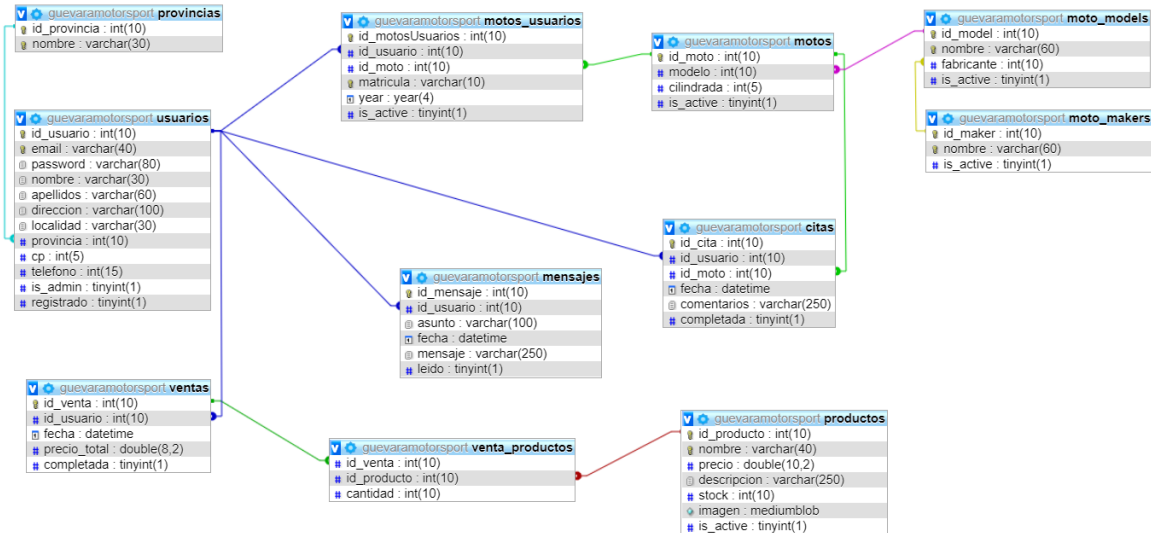 guevaramotorsport provincias
id_provincia : int(10)
nombre : varchar(30)
guevaramotorsport motos_usuarios
id_motosUsuarios : int(10)
id_usuario : int(10)
id_moto : int(10)
matricula : varchar(10)
year : year(4)
is_active : tinyint(1)
guevaramotorsport motos
id_moto : int(10)
modelo : int(10)
cilindrada : int(5)
is_active : tinyint(1)
guevaramotorsport moto_models
id_model : int(10)
nombre : varchar(60)
fabricante : int(10)
is_active : tinyint(1)
guevaramotorsport moto_makers
id_maker : int(10)
nombre : varchar(60)
is_active : tinyint(1)
guevaramotorsport usuarios
id_usuario : int(10)
email : varchar(40)
password : varchar(80)
nombre : varchar(30)
apellidos : varchar(60)
direccion : varchar(100)
localidad : varchar(30)
provincia : int(10)
cp : int(5)
telefono : int(15)
is_admin : tinyint(1)
registrado : tinyint(1)
guevaramotorsport citas
id_cita : int(10)
id_usuario : int(10)
id_moto : int(10)
fecha : datetime
comentarios : varchar(250)
completada : tinyint(1)
guevaramotorsport mensajes
id_mensaje : int(10)
id_usuario : int(10)
asunto : varchar(100)
fecha : datetime
mensaje : varchar(250)
leido : tinyint(1)
guevaramotorsport ventas
id_venta : int(10)
id_usuario : int(10)
fecha : datetime
precio_total : double(8,2)
completada : tinyint(1)
guevaramotorsport venta_productos
id_venta : int(10)
id_producto : int(10)
cantidad : int(10)
guevaramotorsport productos
id_producto : int(10)
nombre : varchar(40)
precio : double(10,2)
descripcion : varchar(250)
stock : int(10)
imagen : mediumblob
is_active : tinyint(1)